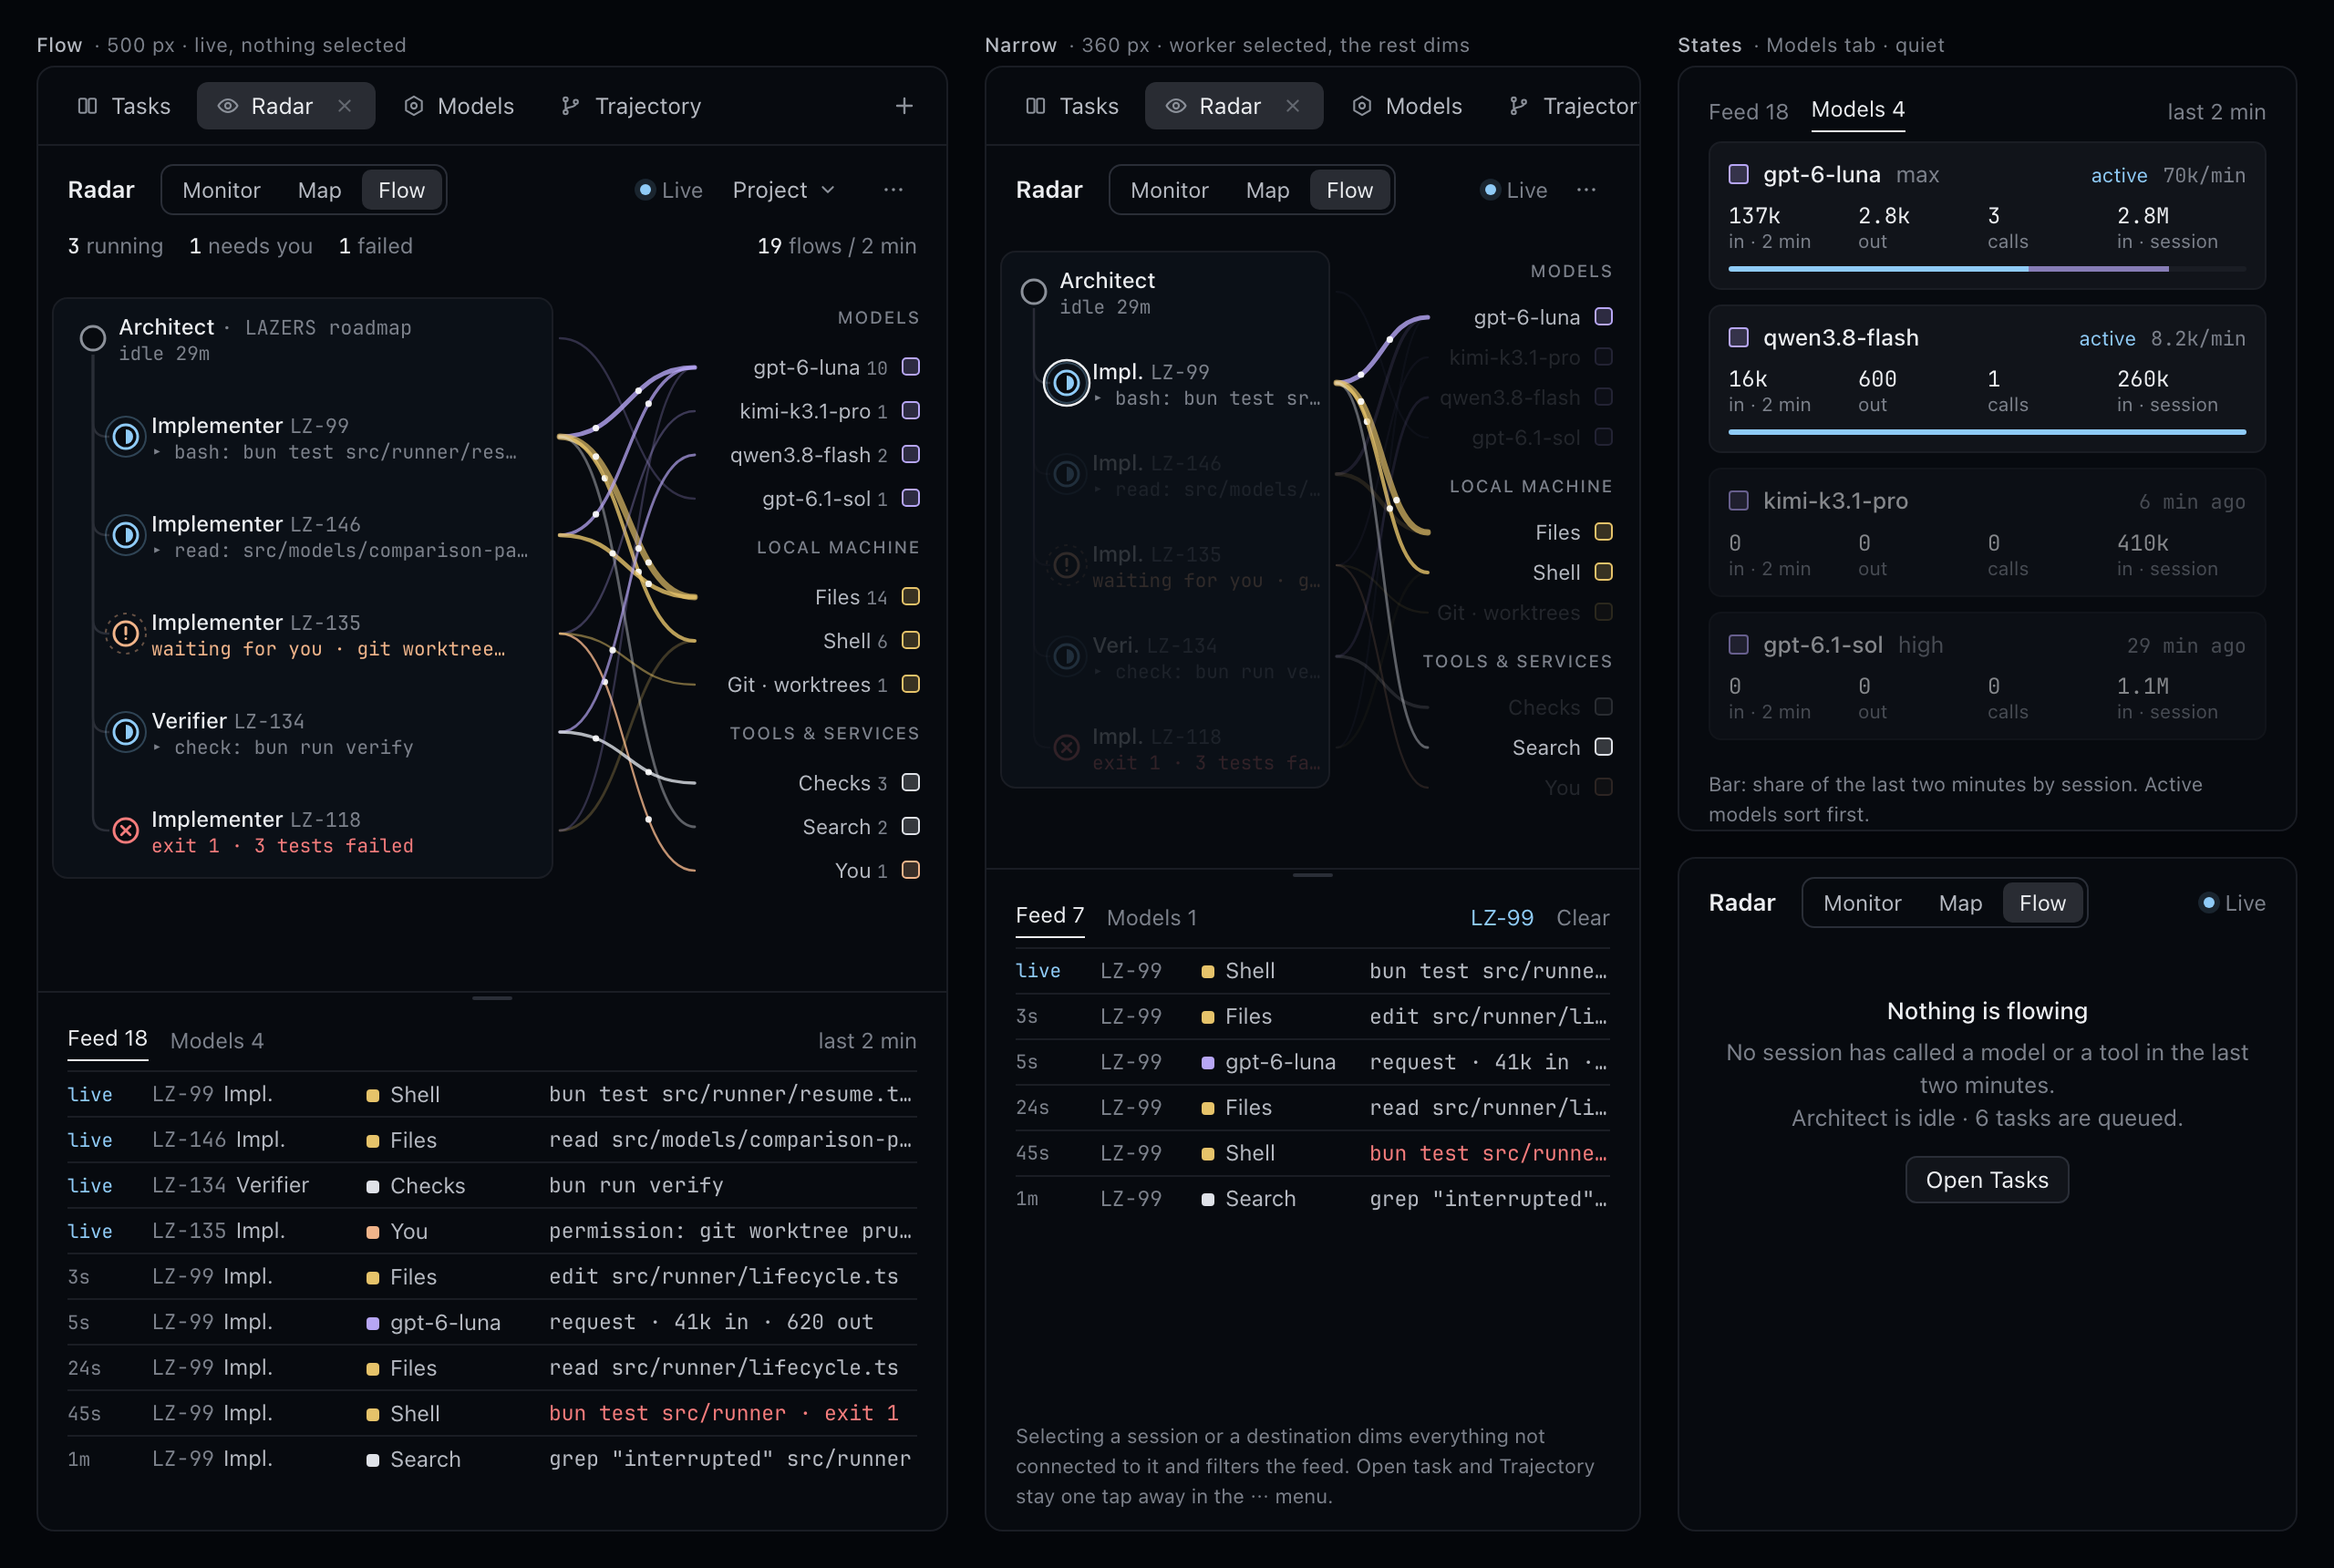 Flow · 500 px · live, nothing selected
Tasks Radar × Models Trajectory +
Radar Monitor Map Flow Live Project ···
3 running 1 needs you 1 failed 19 flows / 2 min
Architect · LAZERS roadmap
idle 29m
Implementer LZ-99
▸ bash: bun test src/runner/res…
Implementer LZ-146
▸ read: src/models/comparison-pa…
Implementer LZ-135
waiting for you · git worktree…
Verifier LZ-134
▸ check: bun run verify
Implementer LZ-118
exit 1 · 3 tests failed
MODELS
gpt-6-luna 10
kimi-k3.1-pro 1
qwen3.8-flash 2
gpt-6.1-sol 1
LOCAL MACHINE
Files 14
Shell 6
Git · worktrees 1
TOOLS & SERVICES
Checks 3
Search 2
You 1
Feed 18 Models 4 last 2 min
live LZ-99 Impl. Shell bun test src/runner/resume.t…
live LZ-146 Impl. Files read src/models/comparison-p…
live LZ-134 Verifier Checks bun run verify
live LZ-135 Impl. You permission: git worktree pru…
3s LZ-99 Impl. Files edit src/runner/lifecycle.ts
5s LZ-99 Impl. gpt-6-luna request · 41k in · 620 out
24s LZ-99 Impl. Files read src/runner/lifecycle.ts
45s LZ-99 Impl. Shell bun test src/runner · exit 1
1m LZ-99 Impl. Search grep "interrupted" src/runner
Narrow · 360 px · worker selected, the rest dims
Tasks Radar × Models Trajector
Radar Monitor Map Flow Live ···
Architect
idle 29m
Impl. LZ-99
▸ bash: bun test sr…
Impl. LZ-146
▸ read: src/models/…
Impl. LZ-135
waiting for you · g…
Veri. LZ-134
▸ check: bun run ve…
Impl. LZ-118
exit 1 · 3 tests fa…
MODELS
gpt-6-luna
kimi-k3.1-pro
qwen3.8-flash
gpt-6.1-sol
LOCAL MACHINE
Files
Shell
Git · worktrees
TOOLS & SERVICES
Checks
Search
You
Feed 7 Models 1 LZ-99 Clear
live LZ-99 Shell bun test src/runne…
3s LZ-99 Files edit src/runner/li…
5s LZ-99 gpt-6-luna request · 41k in ·…
24s LZ-99 Files read src/runner/li…
45s LZ-99 Shell bun test src/runne…
1m LZ-99 Search grep "interrupted"…
Selecting a session or a destination dims everything not
connected to it and filters the feed. Open task and Trajectory
stay one tap away in the ··· menu.
States · Models tab · quiet
Feed 18 Models 4 last 2 min
gpt-6-luna max active 70k/min
137k 2.8k 3 2.8M
in · 2 min out calls in · session
qwen3.8-flash active 8.2k/min
16k 600 1 260k
in · 2 min out calls in · session
kimi-k3.1-pro 6 min ago
0 0 0 410k
in · 2 min out calls in · session
gpt-6.1-sol high 29 min ago
0 0 0 1.1M
in · 2 min out calls in · session
Bar: share of the last two minutes by session. Active
models sort first.
Radar Monitor Map Flow Live
Nothing is flowing
No session has called a model or a tool in the last
two minutes.
Architect is idle · 6 tasks are queued.
Open Tasks